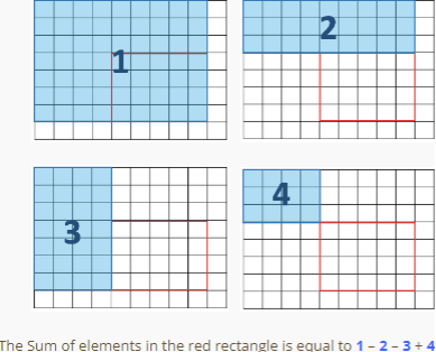 1
2
3
4
The Sum of elements in the red rectangle is equal to 1 – 2 – 3 + 4